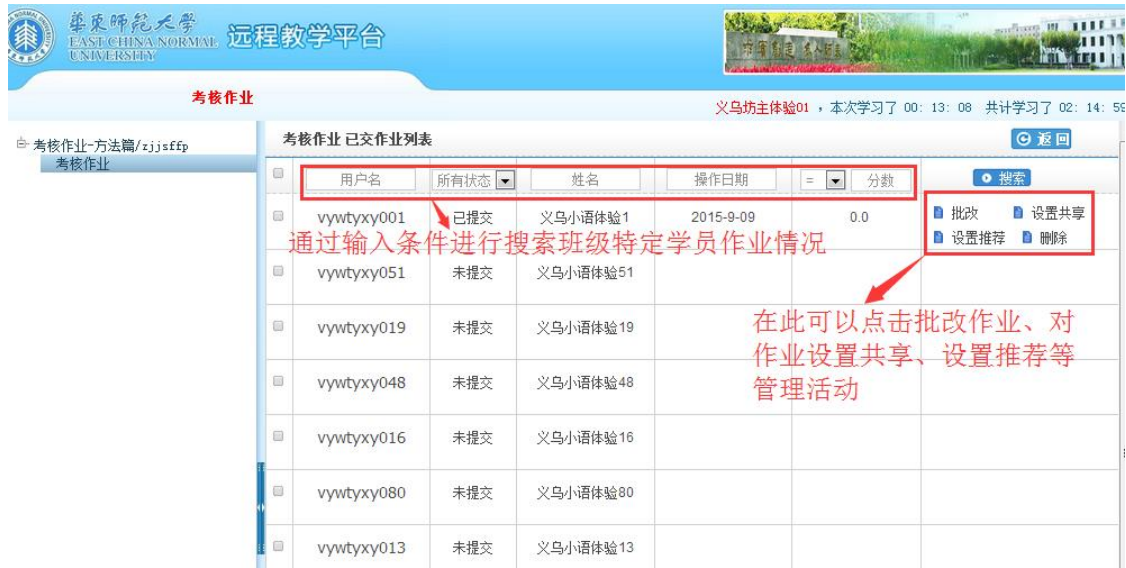 華東師範大學
EAST CHINA NORMAL
UNIVERSITY
远程教学平台
考核作业
义乌坊主体验01 ，本次学习了 00: 13: 08 共计学习了 02: 14: 59
考核作业-方法篇/zjjsffp
考核作业
考核作业 已交作业列表
返回
用户名 所有状态 姓名 操作日期 = 分数 搜索
vywtyxy001 已提交 义乌小语体验1 2015-9-09 0.0 批改 设置共享
设置推荐 删除
通过输入条件进行搜索班级特定学员作业情况
vywtyxy051 未提交 义乌小语体验51
在此可以点击批改作业、对
作业设置共享、设置推荐等
管理活动
vywtyxy019 未提交 义乌小语体验19
vywtyxy048 未提交 义乌小语体验48
vywtyxy016 未提交 义乌小语体验16
vywtyxy080 未提交 义乌小语体验80
vywtyxy013 未提交 义乌小语体验13